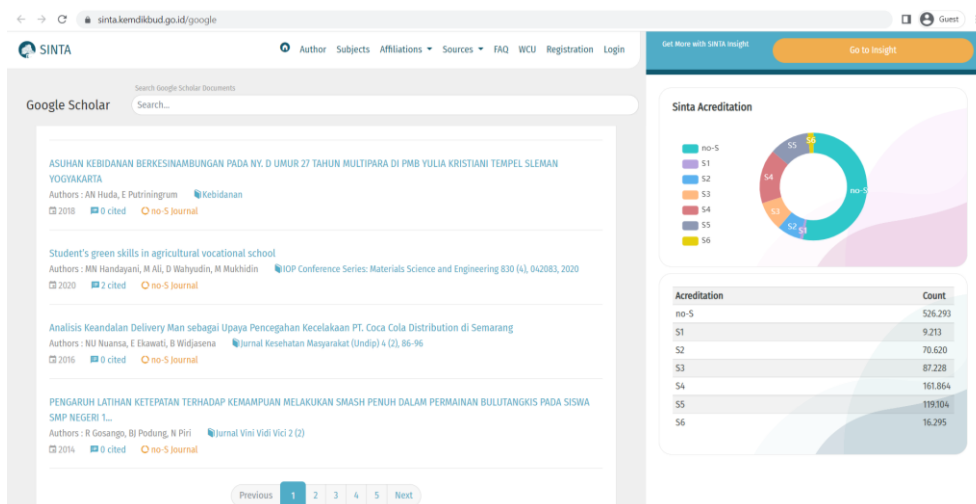 sinta.kemdikbud.go.id/google
Guest
SINTA
Author Subjects Affiliations Sources FAQ WCU Registration Login
Get More with SINTA Insight
Go to Insight
Google Scholar
Search Google Scholar Documents
Search...
ASUHAN KEBIDANAN BERKESINAMBUNGAN PADA NY. D UMUR 27 TAHUN MULTIPARA DI PMB YULIA KRISTIANI TEMPEL SLEMAN
YOGYAKARTA
Authors : AN Huda, E Putriningrum Kebidanan
2018 0 cited no-S Journal
Student's green skills in agricultural vocational school
Authors : MN Handayani, M Ali, D Wahyudin, M Mukhidin IOP Conference Series: Materials Science and Engineering 830 (4), 042083, 2020
2020 2 cited no-S Journal
Analisis Keandalan Delivery Man sebagai Upaya Pencegahan Kecelakaan PT. Coca Cola Distribution di Semarang
Authors : NU Nuansa, E Ekawati, B Widjasena Jurnal Kesehatan Masyarakat (Undip) 4 (2), 86-96
2016 0 cited no-S Journal
PENGARUH LATIHAN KETEPATAN TERHADAP KEMAMPUAN MELAKUKAN SMASH PENUH DALAM PERMAINAN BULUTANGKIS PADA SISWA
SMP NEGERI 1...
Authors : R Gosango, BJ Podung, N Piri Jurnal Vini Vidi Vici 2 (2)
2014 0 cited no-S Journal
Previous 1 2 3 4 5 Next
Sinta Acreditation
no-S
S1
S2
S3
S4
S5
S6
S6
S5
S4
no-S
S3
S2
S1
Acreditation Count
no-S 526.293
S1 9.213
S2 70.620
S3 87.228
S4 161.864
S5 119.104
S6 16.295